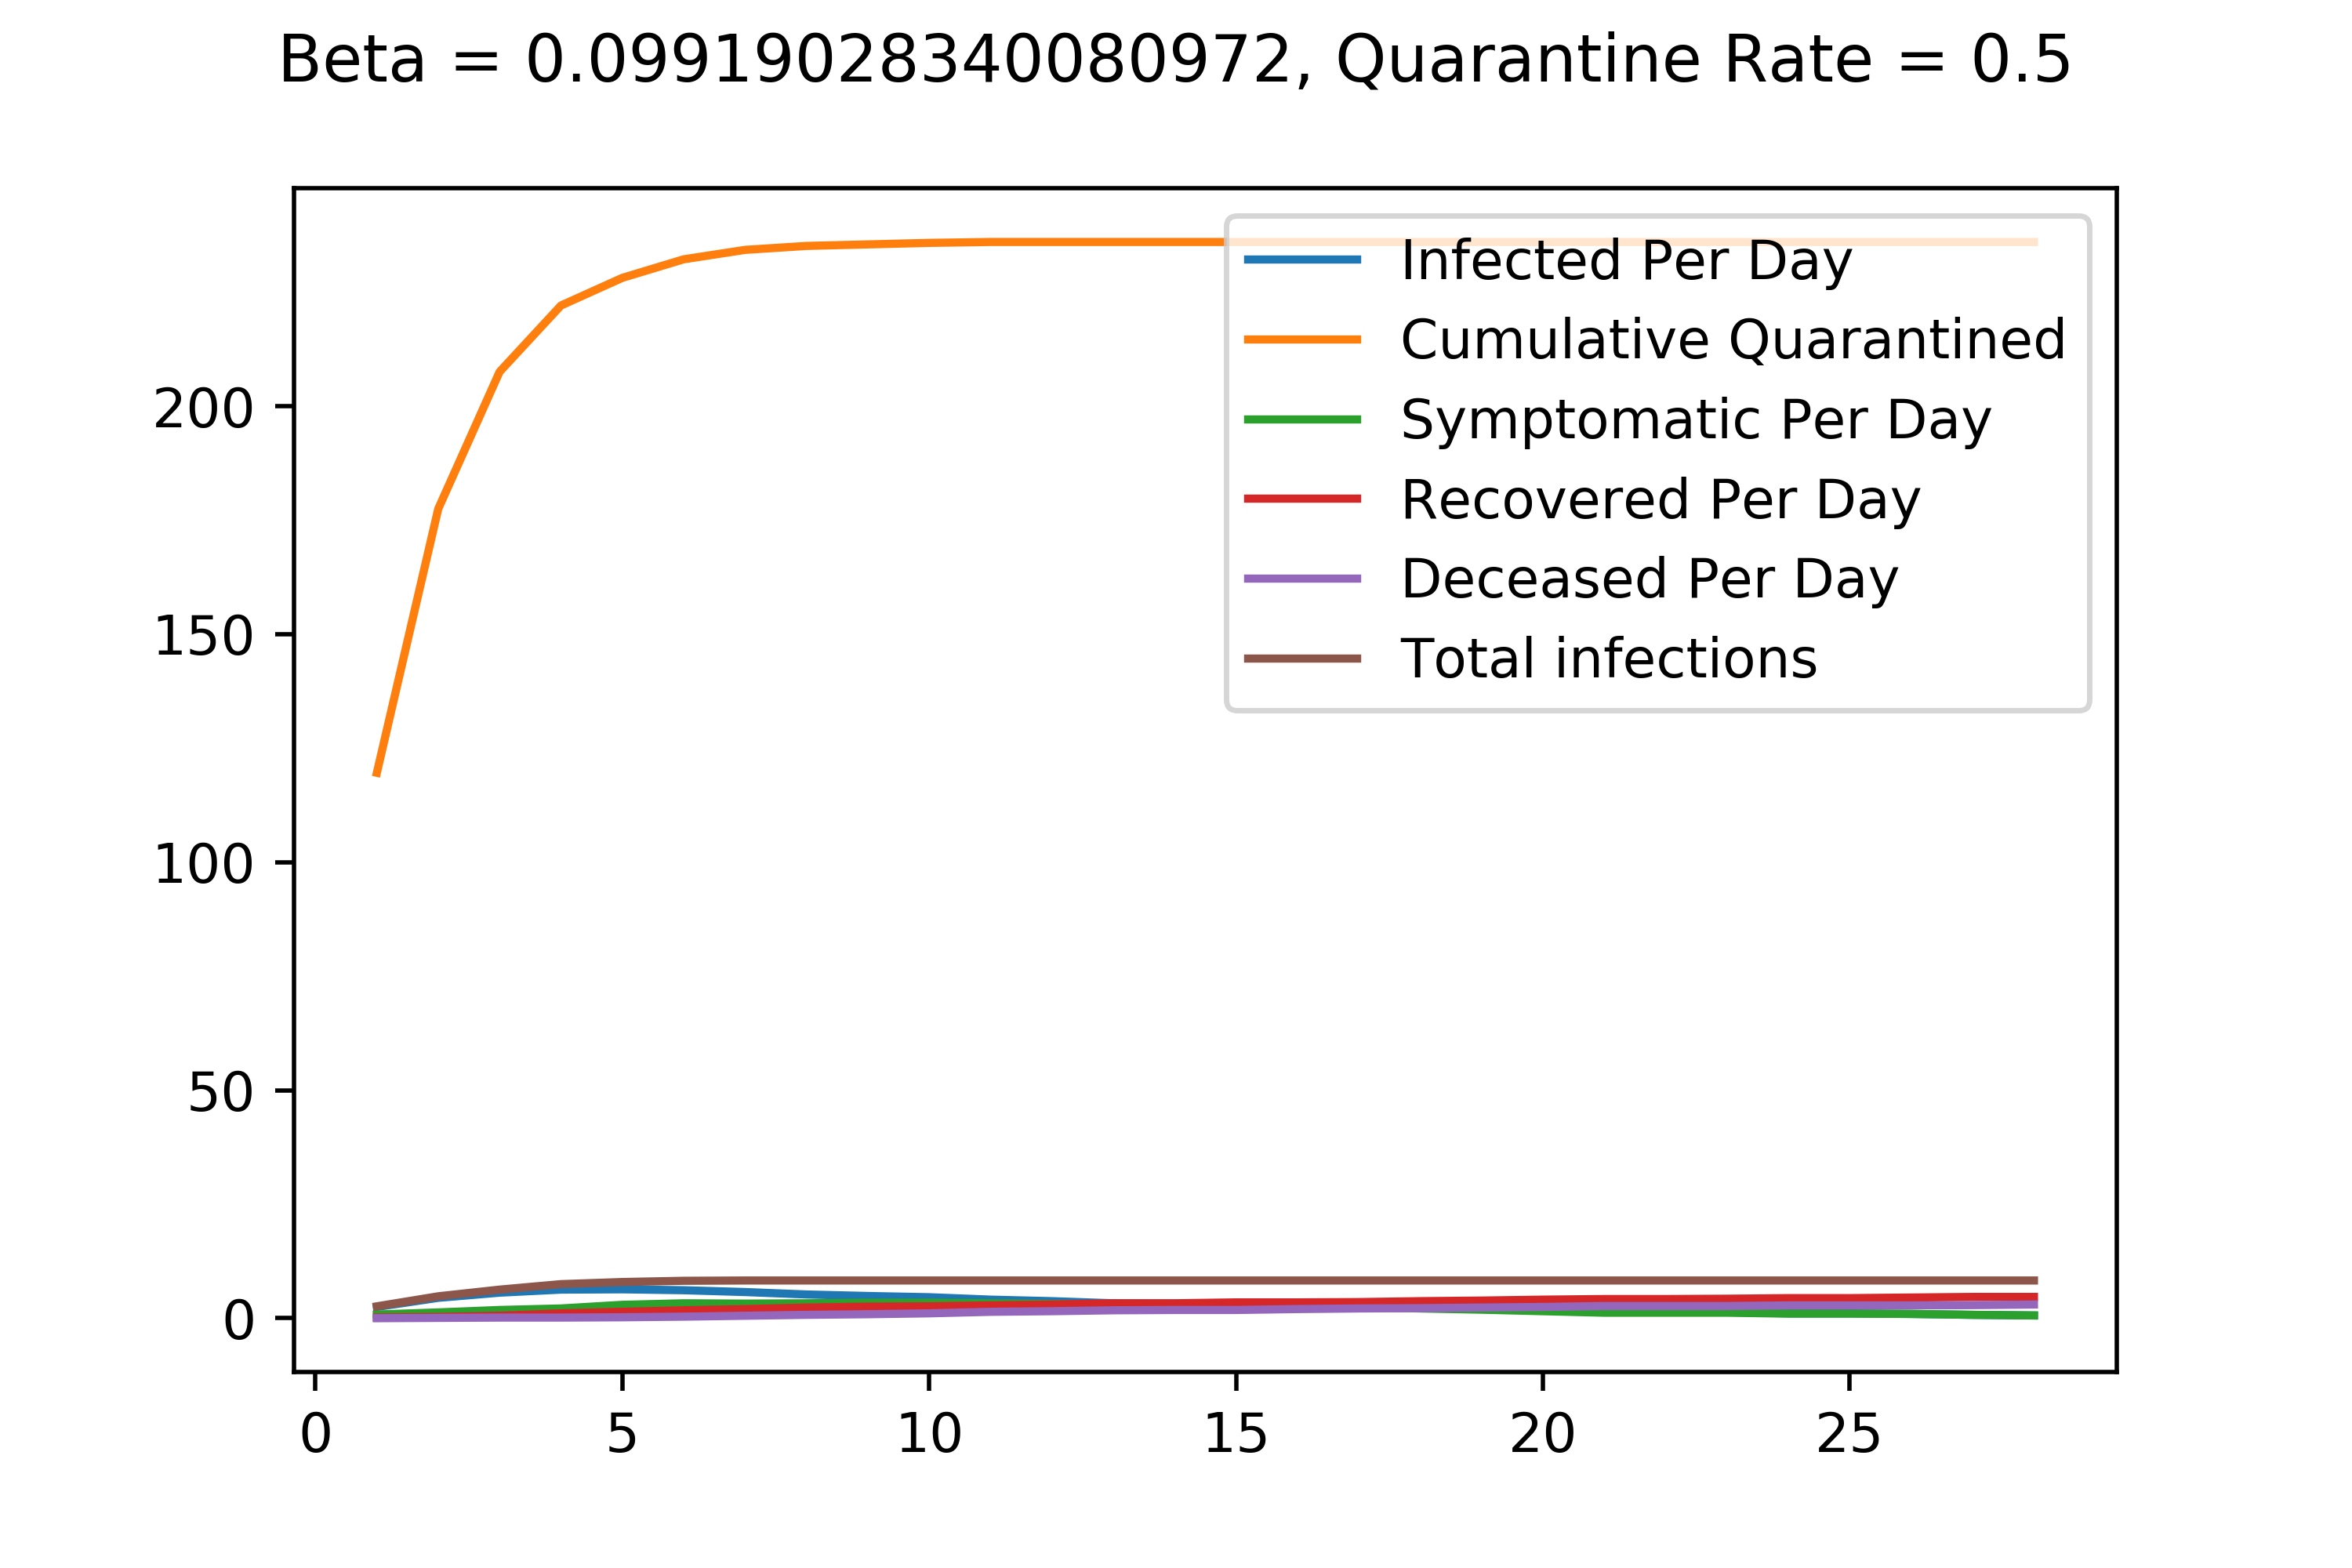 Beta = 0.09919028340080972, Quarantine Rate = 0.5
Infected Per Day
Cumulative Quarantined
Symptomatic Per Day
Recovered Per Day
Deceased Per Day
Total infections
200
150
100
50
0
0 5 10 15 20 25